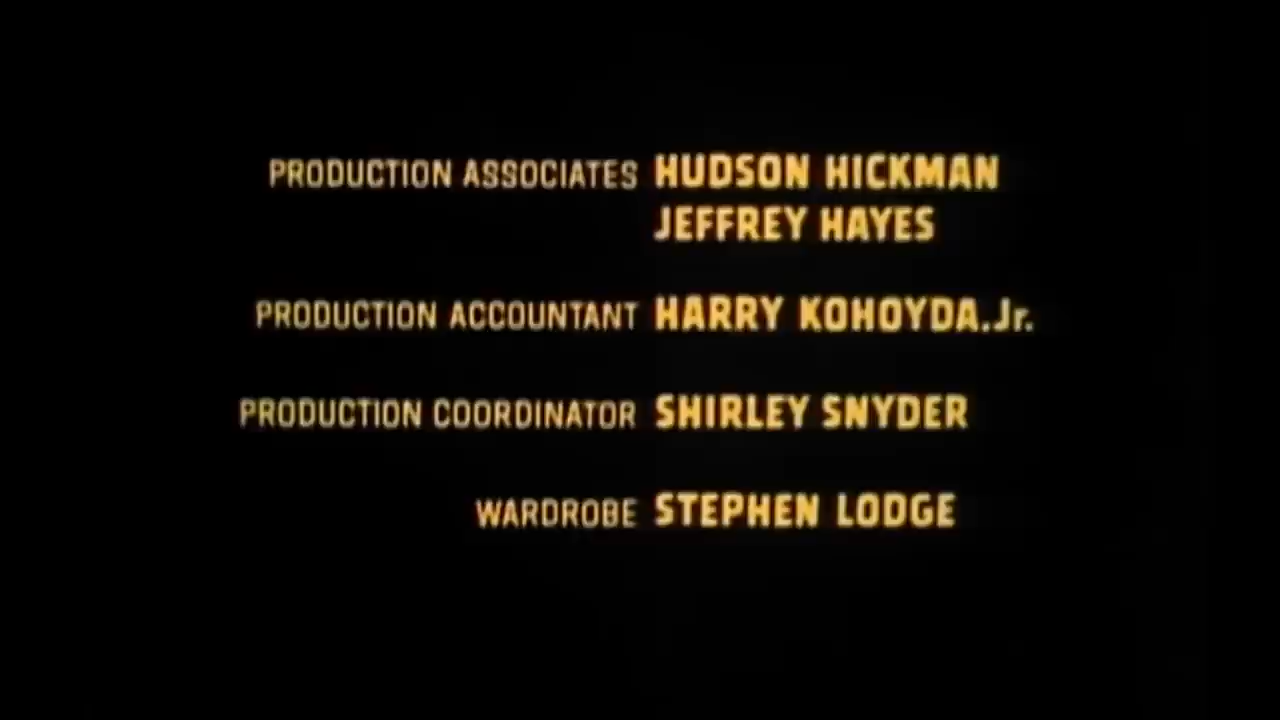 PRODUCTION ASSOCIATES HUDSON HICKMAN
JEFFREY HAYES
PRODUCTION ACCOUNTANT HARRY KOHOYDA.Jr.
PRODUCTION COORDINATOR SHIRLEY SNYDER
WARDROBE STEPHEN LODGE